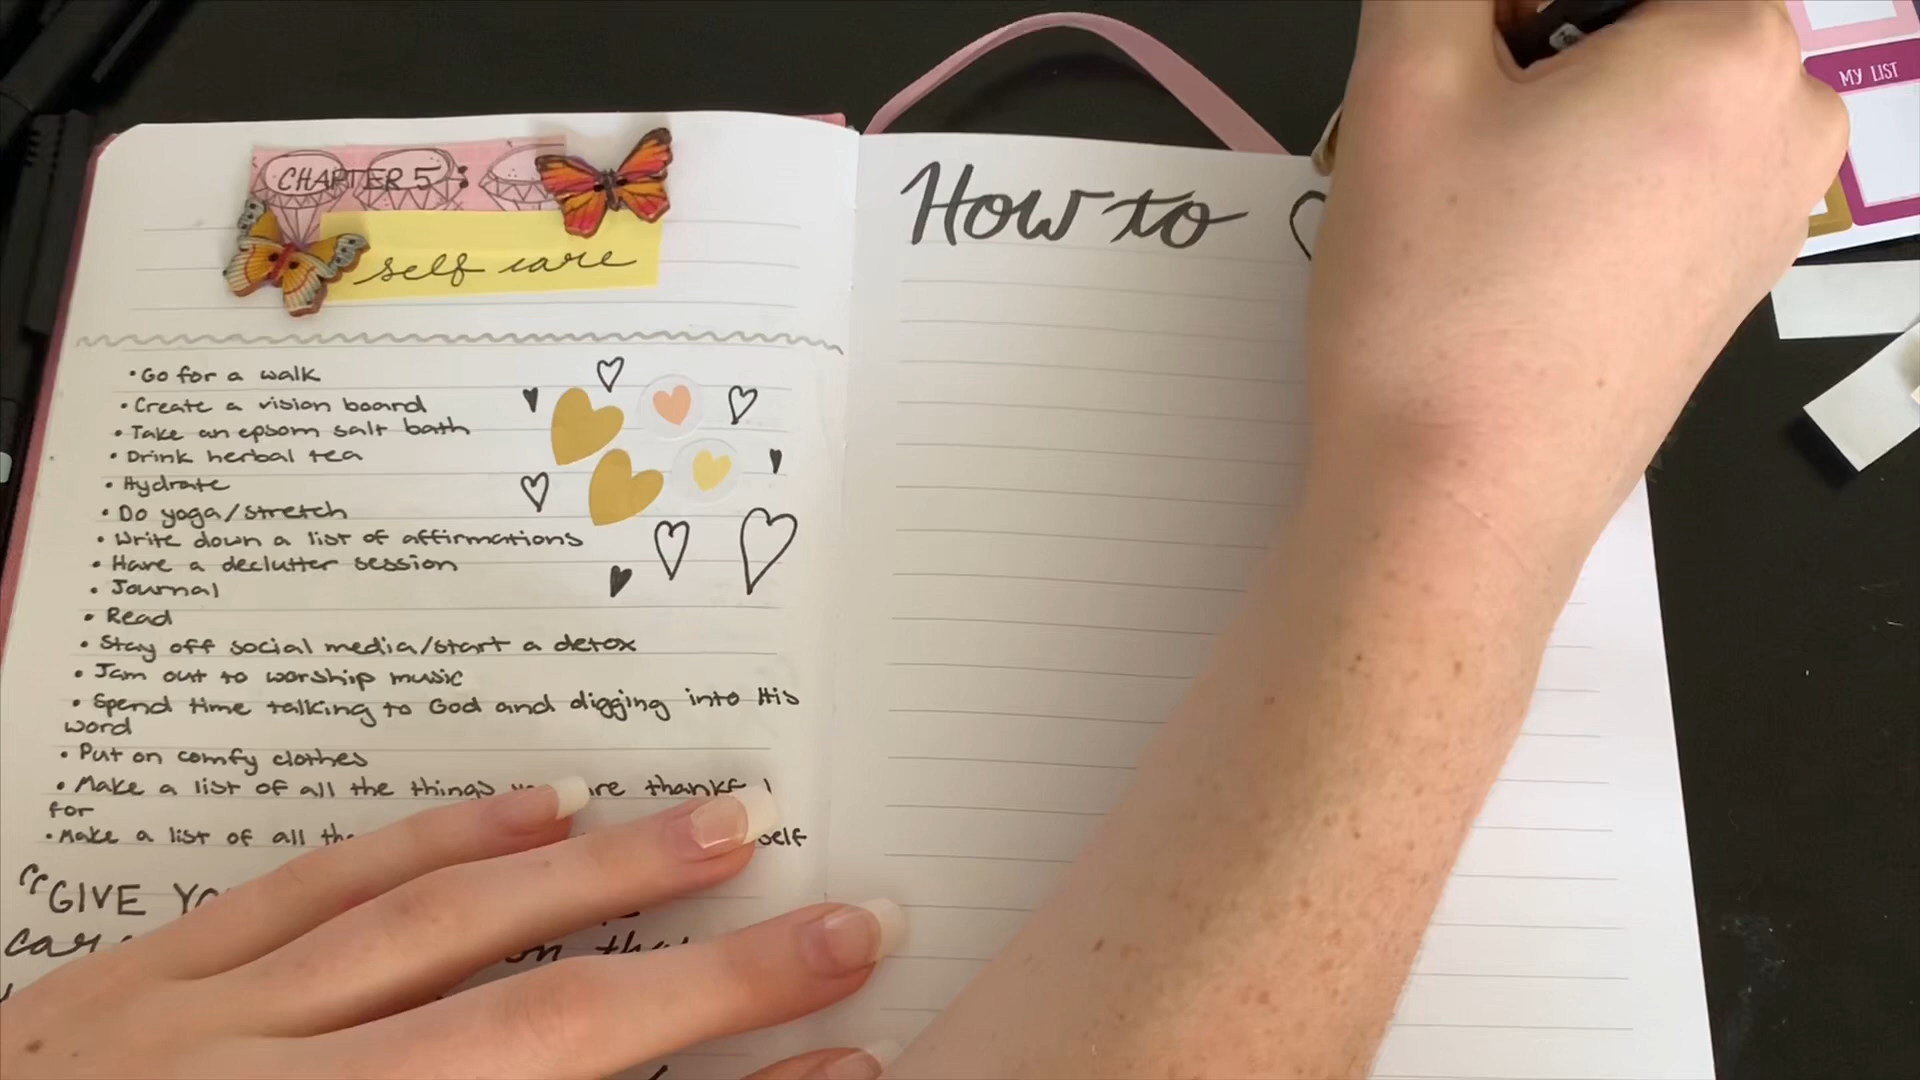 CHAPTER 5:
self care
• Go for a walk
• Create a vision board
• Take an epsom salt bath
• Drink herbal tea
• Hydrate
• Do yoga/stretch
• Write down a list of affirmations
• Have a declutter session
• Journal
• Read
• Stay off social media/start a detox
• Jam out to worship music
• Spend time talking to God and digging into His
word
• Put on comfy clothes
• Make a list of all the things
for
• Make a list of all self
"GIVE
How to
MY LIST